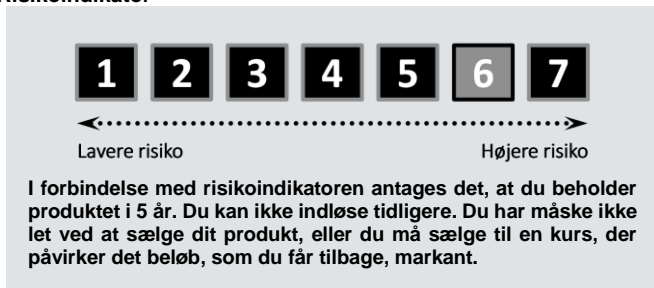 Risikoindikator
1 2 3 4 5 6 7
Lavere risiko Højere risiko
I forbindelse med risikoindikatoren antages det, at du beholder
produktet i 5 år. Du kan ikke indløse tidligere. Du har måske ikke
let ved at sælge dit produkt, eller du må sælge til en kurs, der
påvirker det beløb, som du får tilbage, markant.